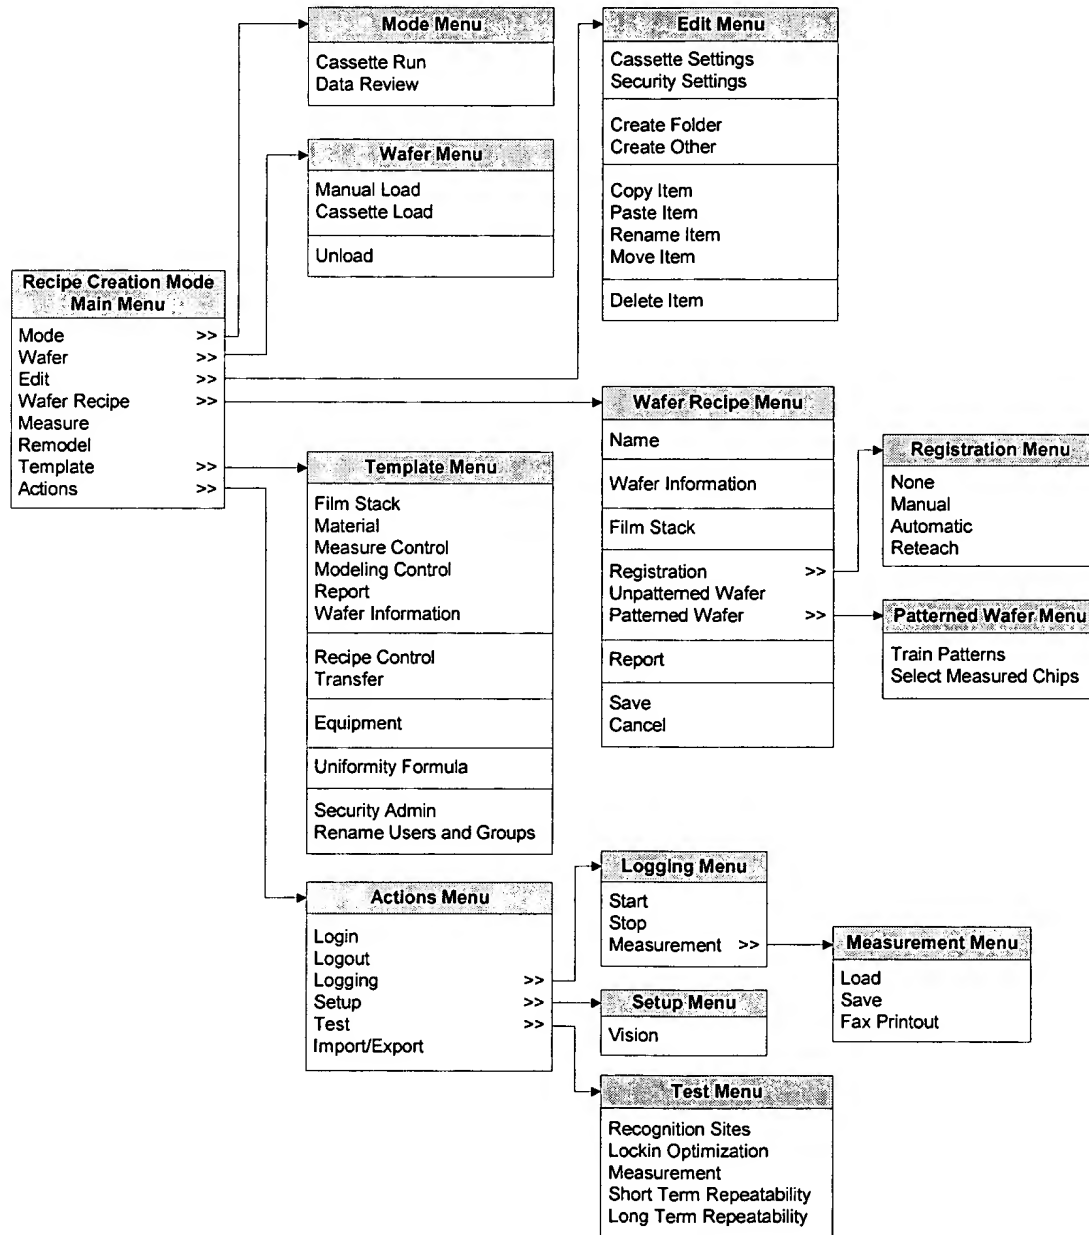 Recipe Creation Mode
Main Menu
Mode >>
Wafer >>
Edit >>
Wafer Recipe >>
Measure
Remodel
Template >>
Actions >>
Mode Menu
Cassette Run
Data Review
Wafer Menu
Manual Load
Cassette Load
Unload
Edit Menu
Cassette Settings
Security Settings
Create Folder
Create Other
Copy Item
Paste Item
Rename Item
Move Item
Delete Item
Wafer Recipe Menu
Name
Wafer Information
Film Stack
Registration >>
Unpatterned Wafer
Patterned Wafer >>
Report
Save
Cancel
Registration Menu
None
Manual
Automatic
Reteach
Patterned Wafer Menu
Train Patterns
Select Measured Chips
Template Menu
Film Stack
Material
Measure Control
Modeling Control
Report
Wafer Information
Recipe Control
Transfer
Equipment
Uniformity Formula
Security Admin
Rename Users and Groups
Actions Menu
Login
Logout
Logging >>
Setup >>
Test >>
Import/Export
Logging Menu
Start
Stop
Measurement >>
Measurement Menu
Load
Save
Fax Printout
Setup Menu
Vision
Test Menu
Recognition Sites
Lockin Optimization
Measurement
Short Term Repeatability
Long Term Repeatability